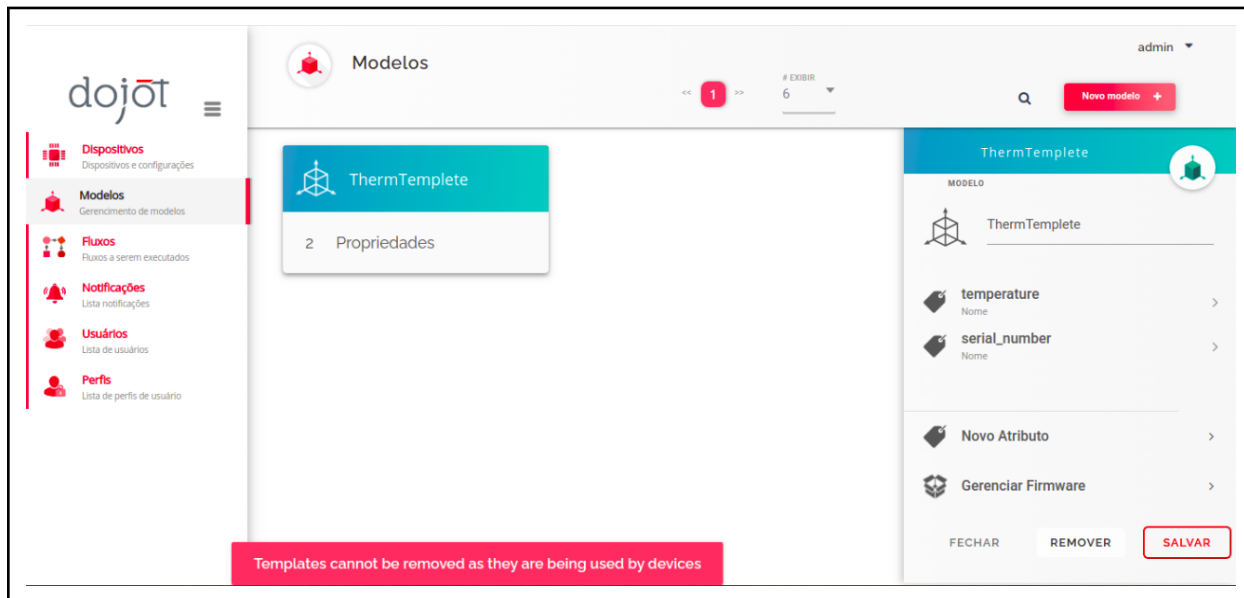 dojōt
Dispositivos
Dispositivos e configurações
Modelos
Gerencimento de modelos
Fluxos
Fluxos a serem executados
Notificações
Lista notificações
Usuários
Lista de usuários
Perfis
Lista de perfis de usuário
Modelos
<< 1 >>
# EXIBIR
6
admin
Novo modelo +
ThermTemplete
2 Propriedades
ThermTemplete
MODELO
ThermTemplete
temperature
Nome
serial_number
Nome
Novo Atributo
Gerenciar Firmware
FECHAR REMOVER SALVAR
Templates cannot be removed as they are being used by devices